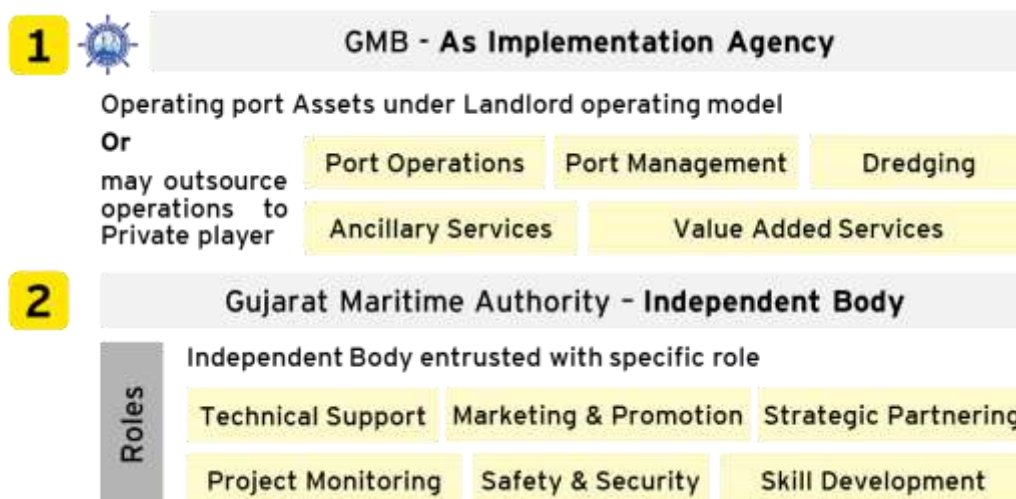 1
GMB - As Implementation Agency
Operating port Assets under Landlord operating model
Or
may outsource
operations to
Private player
Port Operations Port Management Dredging
Ancillary Services Value Added Services
2
Gujarat Maritime Authority – Independent Body
Roles
Independent Body entrusted with specific role
Technical Support Marketing & Promotion Strategic Partnering
Project Monitoring Safety & Security Skill Development